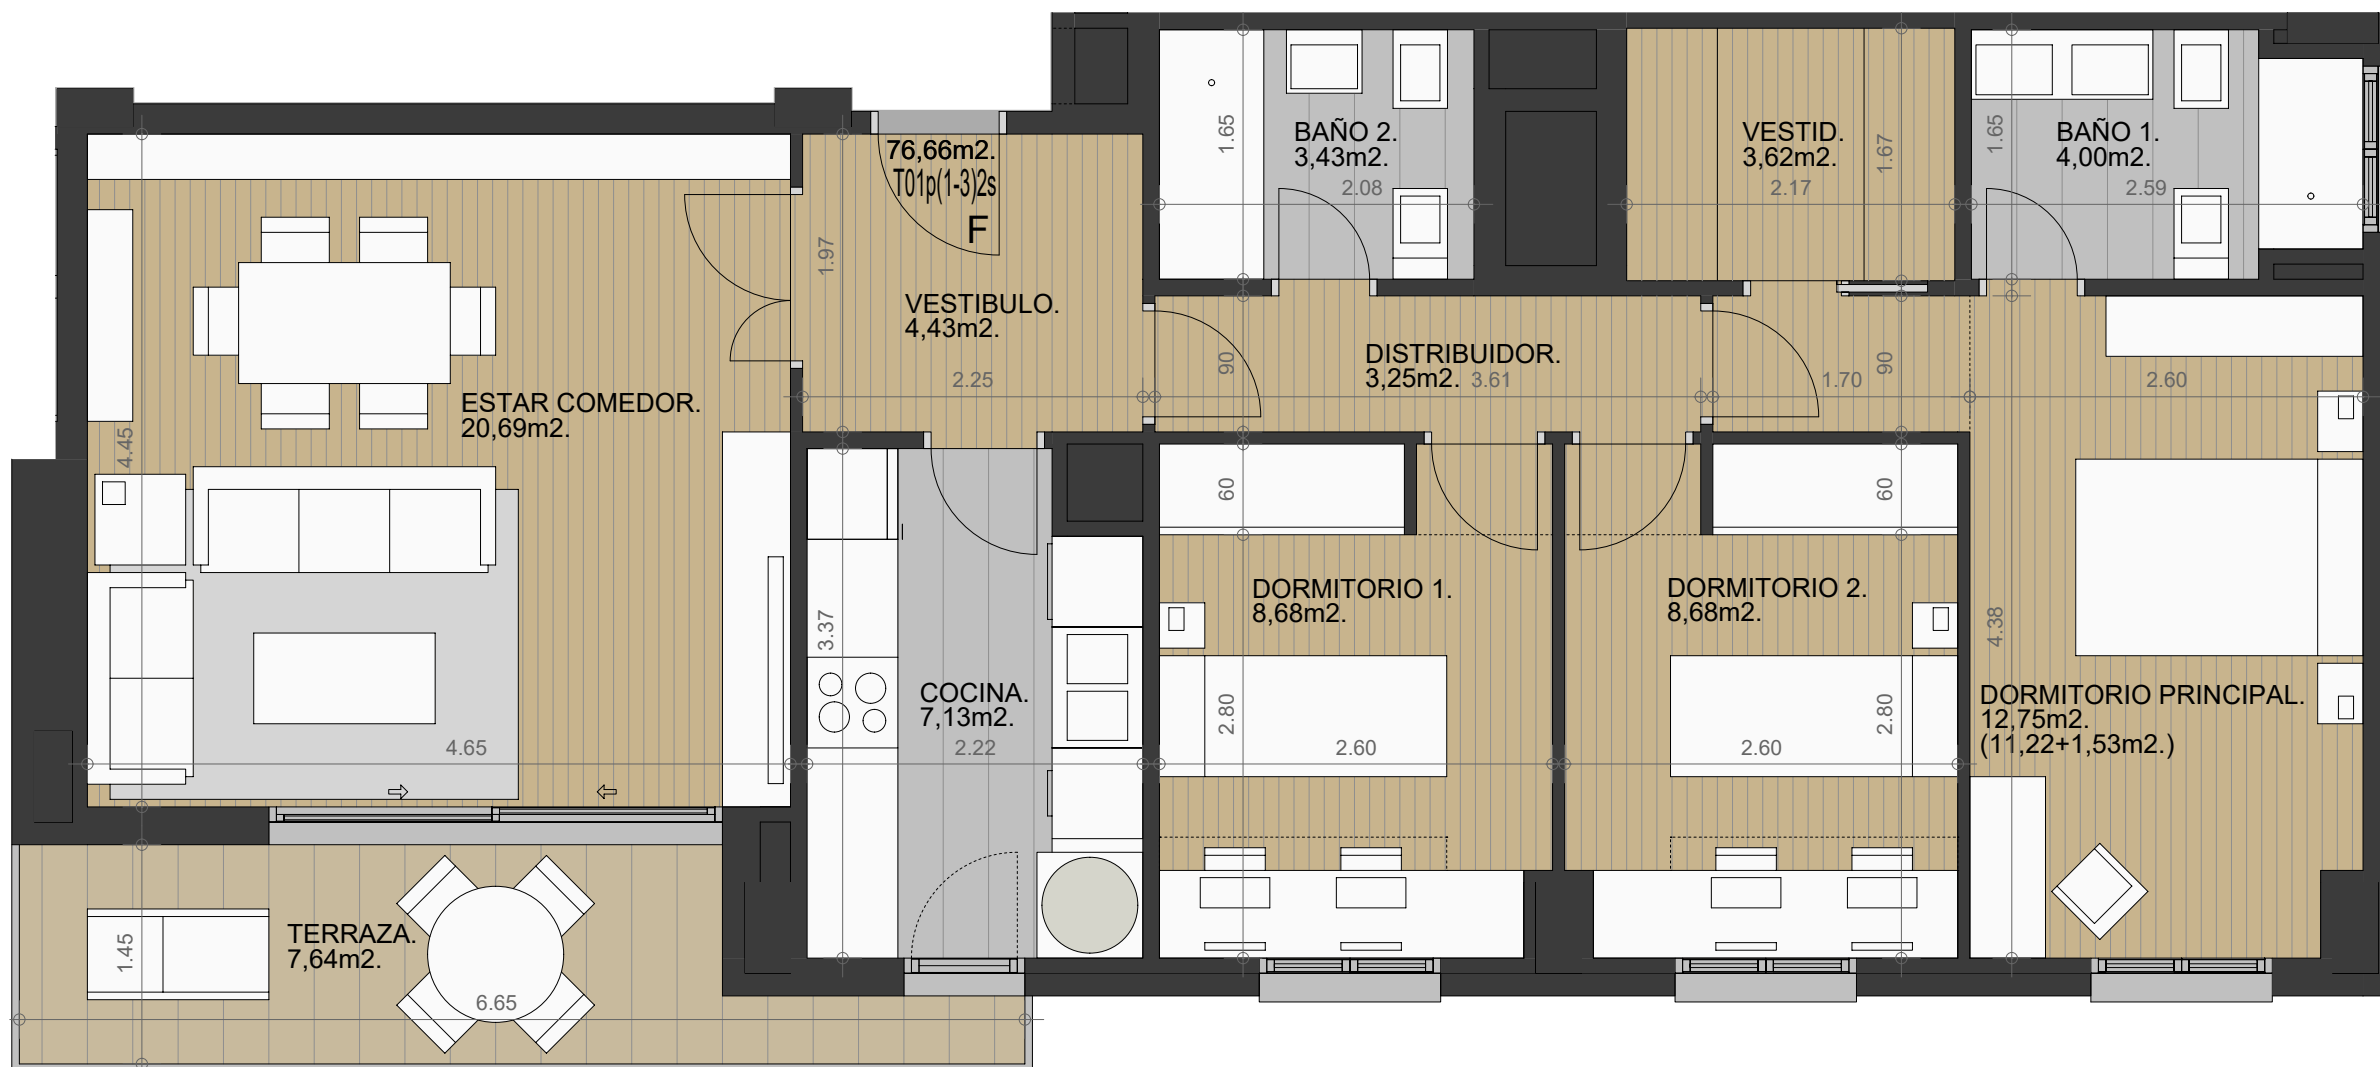 76,66m2.
T01p(1-3)2s
F
BAÑO 2.
3,43m2.
1.65
2.08
VESTID.
3,62m2.
1.67
2.17
BAÑO 1.
4,00m2.
1.65
2.59
1.97
VESTIBULO.
4,43m2.
2.25
DISTRIBUIDOR.
3,25m2.
3.61
90
1.70
90
2.60
ESTAR COMEDOR.
20,69m2.
4.45
4.65
60
60
DORMITORIO 1.
8,68m2.
2.80
2.60
DORMITORIO 2.
8,68m2.
2.80
2.60
3.37
COCINA.
7,13m2.
2.22
4.38
DORMITORIO PRINCIPAL.
12,75m2.
(11,22+1,53m2.)
TERRAZA.
7,64m2.
1.45
6.65